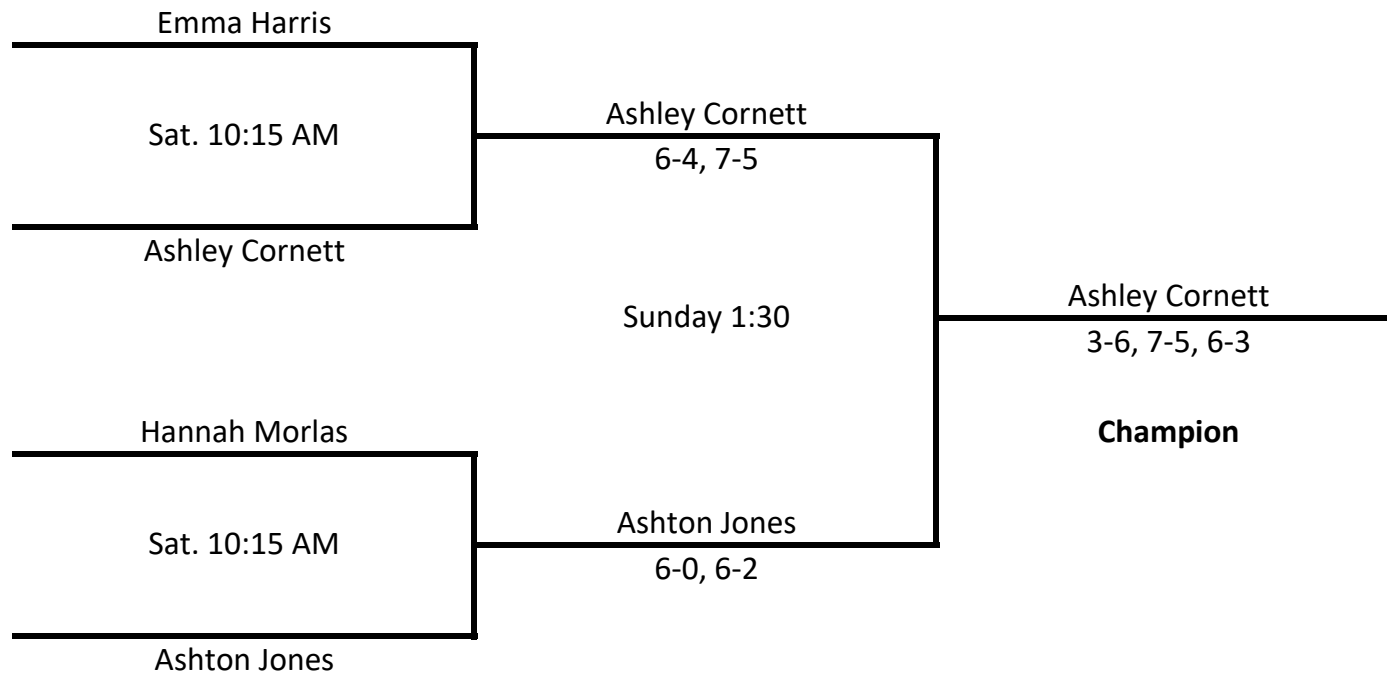 Emma Harris
Sat. 10:15 AM
Ashley Cornett
Ashley Cornett
6-4, 7-5
Sunday 1:30
Ashley Cornett
3-6, 7-5, 6-3
Champion
Hannah Morlas
Sat. 10:15 AM
Ashton Jones
Ashton Jones
6-0, 6-2